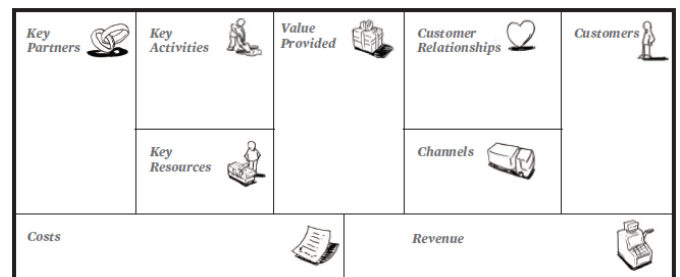 Key
Partners
Key
Activities
Value
Provided
Customer
Relationships
Customers
Key
Resources
Channels
Costs
Revenue